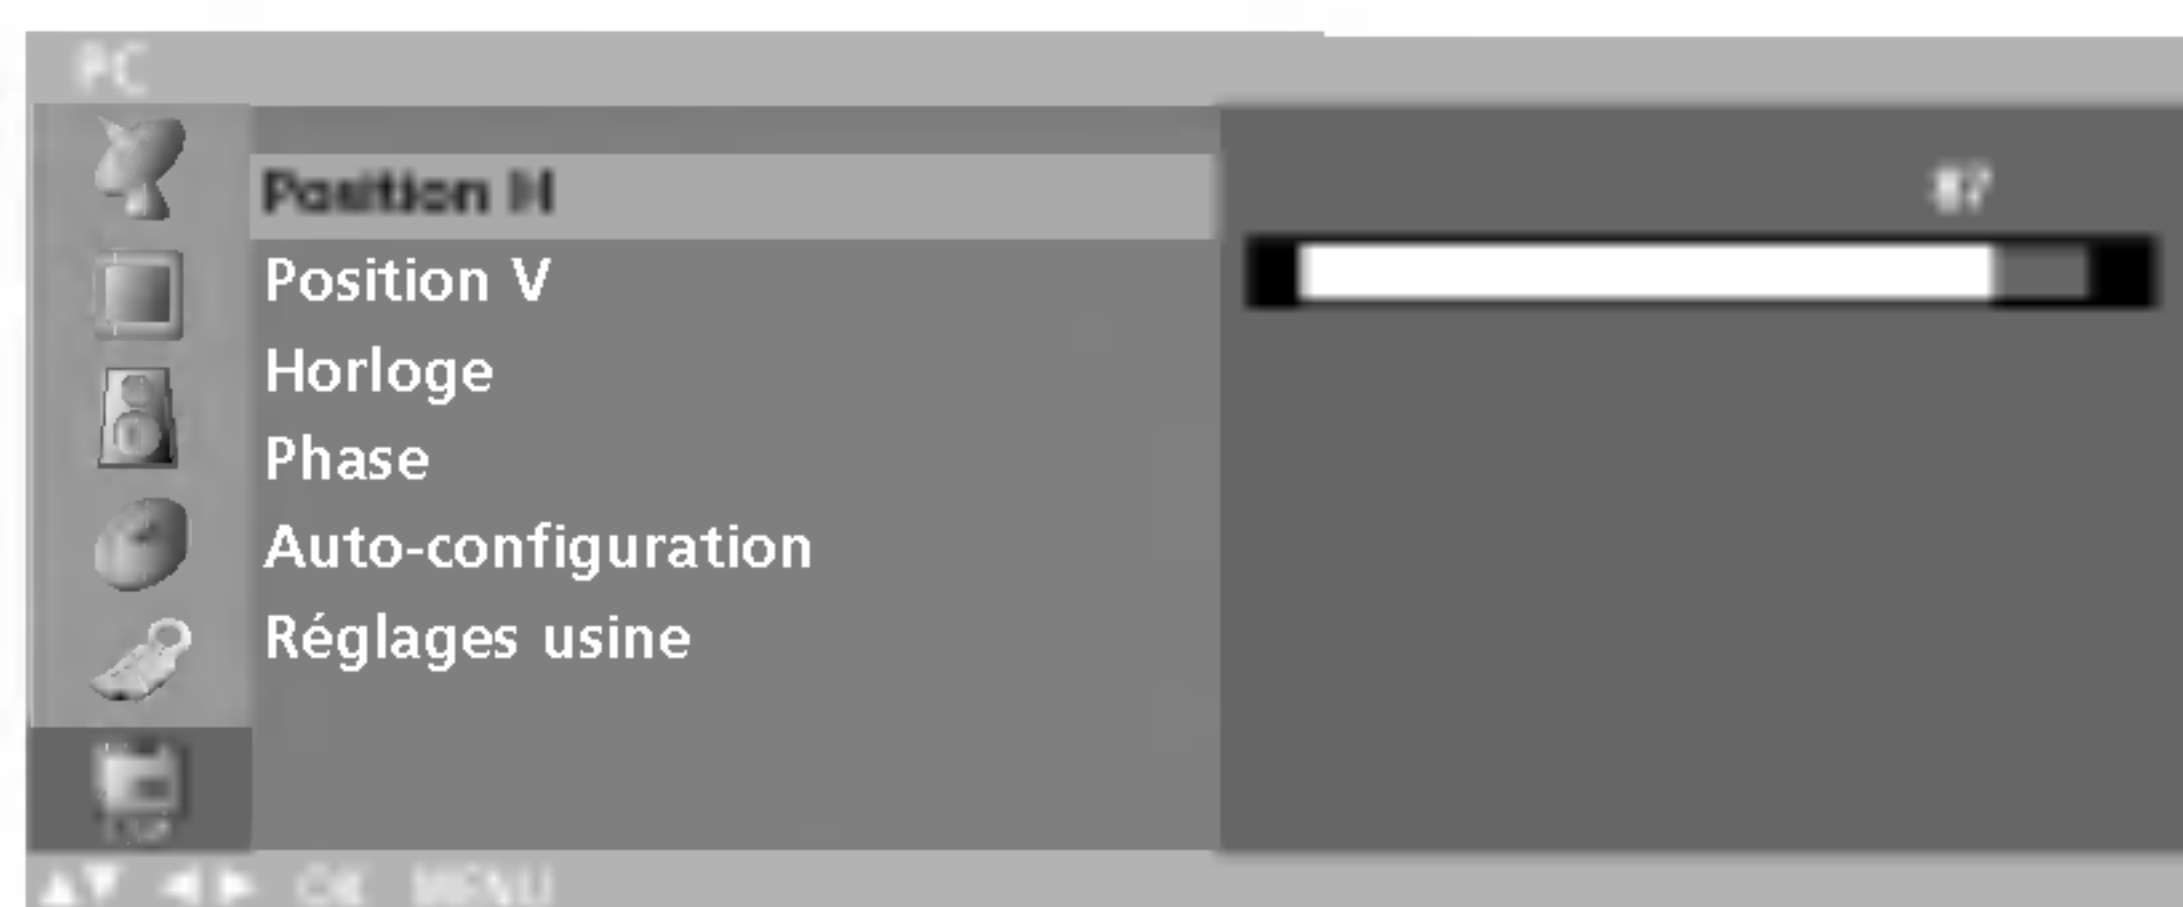 PC
Position H
Position V
Horloge
Phase
Auto-configuration
Réglages usine
OK MENU